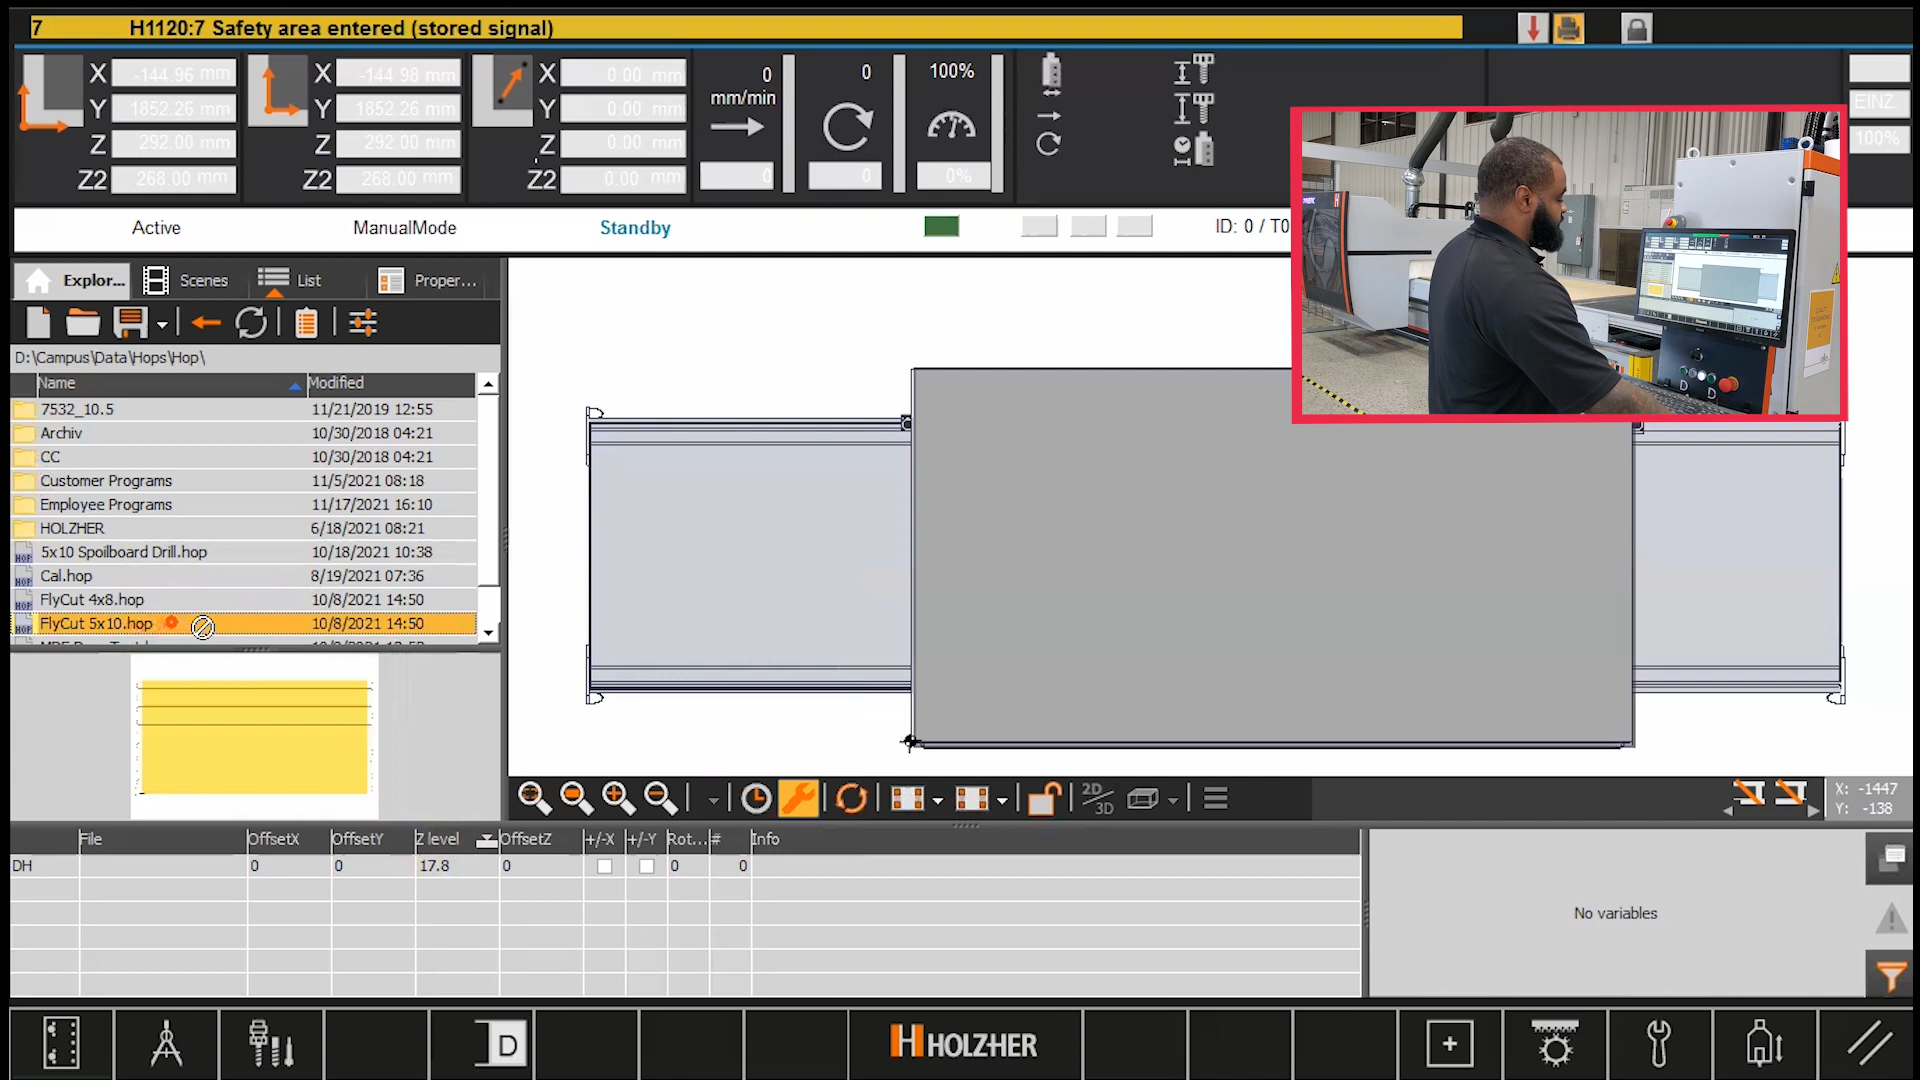 7 H1120:7 Safety area entered (stored signal)
X -144.96 mm X -144.98 mm X 0.00 mm 0 0 100%
mm/min
Y 1852.26 mm Y 1852.26 mm Y 0.00 mm EINZ
Z 292.00 mm Z 292.00 mm Z 0.00 mm 100%
Z2 268.00 mm Z2 268.00 mm Z2 0.00 mm 0 0 0%
Active ManualMode Standby ID: 0 / T0
Explor... Scenes List Proper...
D:\Campus\Data\Hops\Hop\
Name Modified
7532_10.5 11/21/2019 12:55
Archiv 10/30/2018 04:21
CC 10/30/2018 04:21
Customer Programs 11/5/2021 08:18
Employee Programs 11/17/2021 16:10
HOLZHER 6/18/2021 08:21
HOP 5x10 Spoilboard Drill.hop 10/18/2021 10:38
HOP Cal.hop 8/19/2021 07:36
HOP FlyCut 4x8.hop 10/8/2021 14:50
HOP FlyCut 5x10.hop 10/8/2021 14:50
2D/3D
X: -1447
Y: -138
File OffsetX OffsetY Z level OffsetZ +/-X +/-Y Rot... # Info
DH 0 0 17.8 0 0 0
No variables
D
HOLZHER